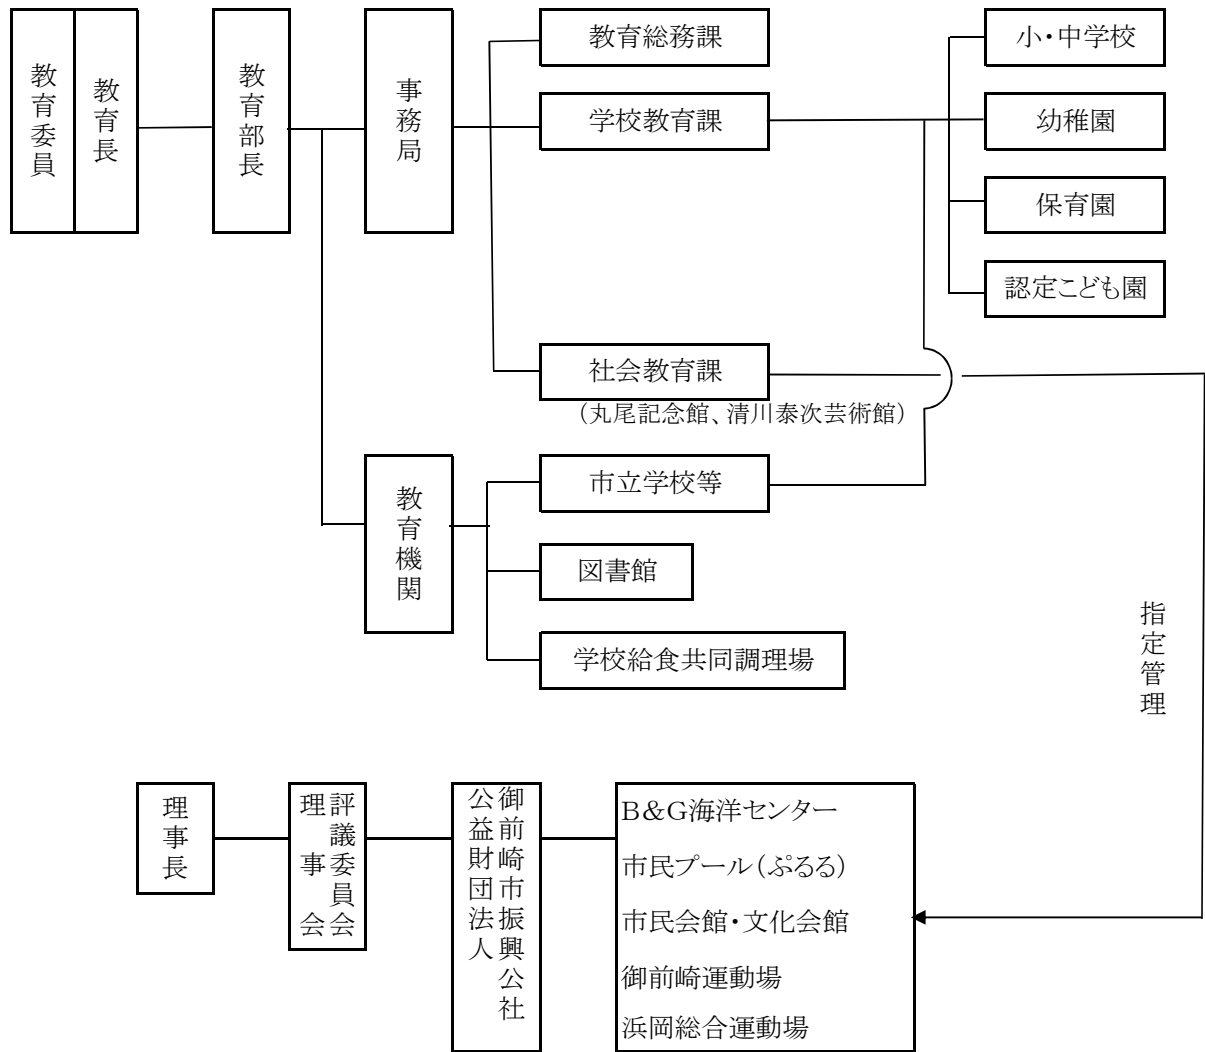 教育委員
教育長
教育部長
事務局
教育総務課
学校教育課
社会教育課
（丸尾記念館、清川泰次芸術館）
小・中学校
幼稚園
保育園
認定こども園
教育機関
市立学校等
図書館
学校給食共同調理場
指定管理
理事長
評議委員会
理事会
御前崎市振興公社
公益財団法人
B&G海洋センター
市民プール（ぷるる）
市民会館・文化会館
御前崎運動場
浜岡総合運動場